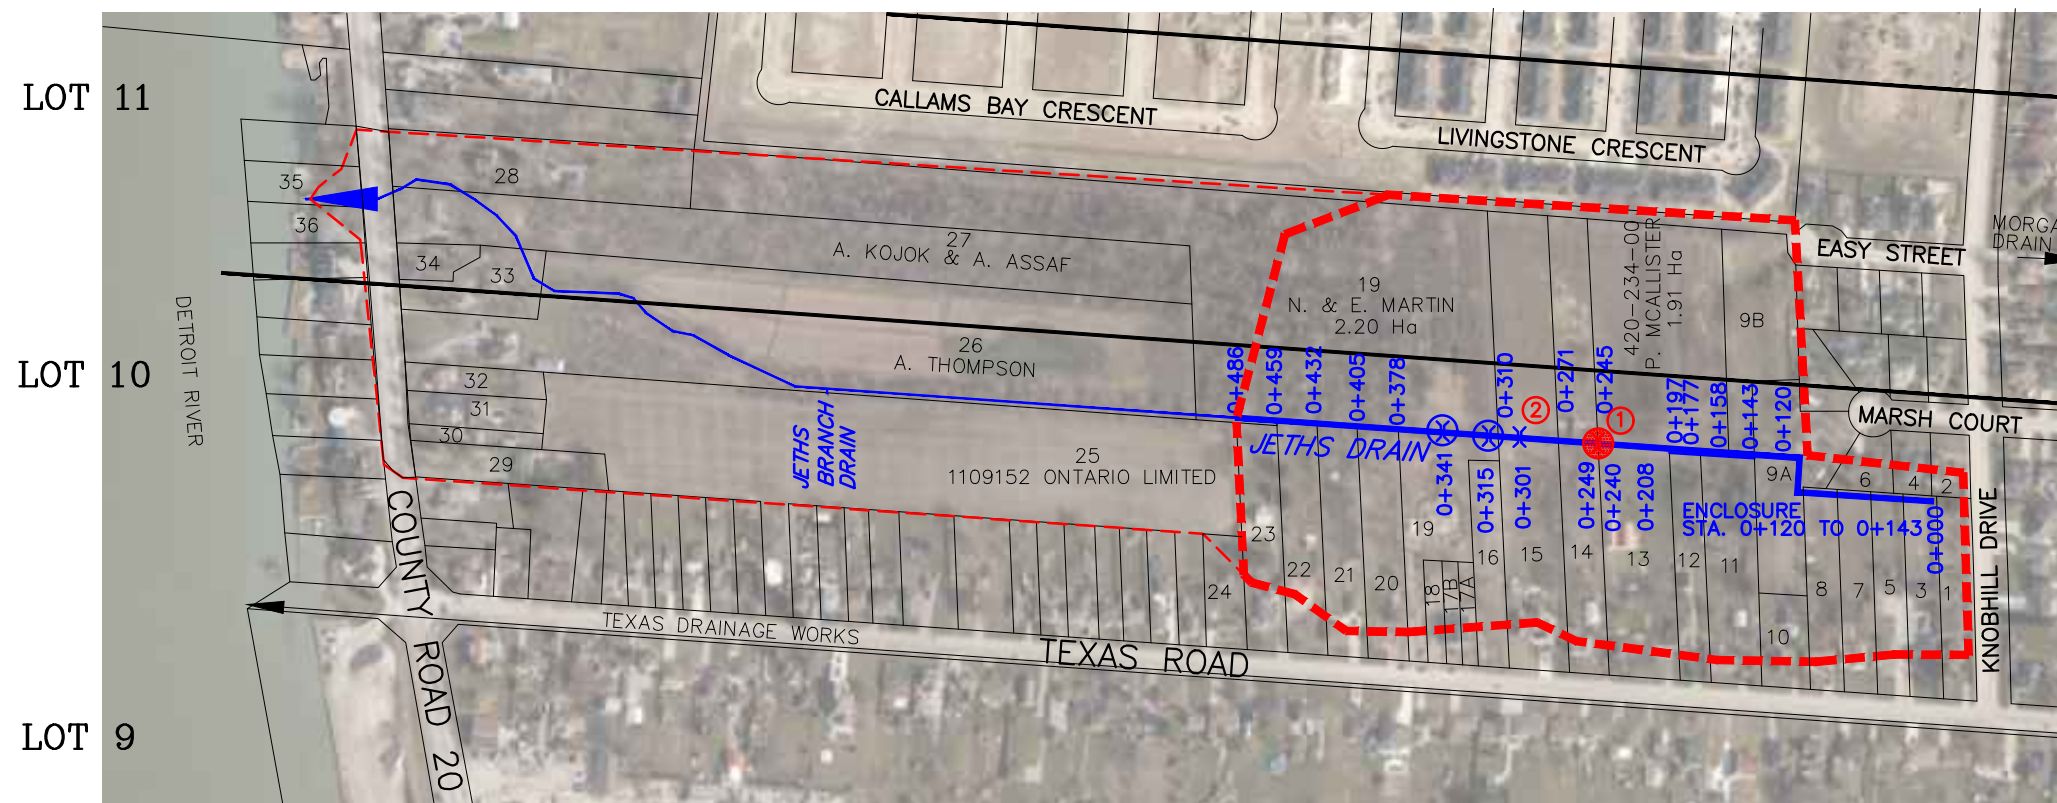 LOT 11
CALLAMS BAY CRESCENT
LIVINGSTONE CRESCENT
35
28
36
27
A. KOJOK & A. ASSAF
34
33
19
N. & E. MARTIN
2.20 Ha
420-234-00
P. MCALLISTER
1.91 Ha
9B
EASY STREET
MORGA
DRAIN
DETROIT RIVER
LOT 10
26
A. THOMPSON
32
31
30
29
JETHS
BRANCH
DRAIN
25
1109152 ONTARIO LIMITED
0+486
0+459
0+432
0+405
0+378
0+310
0+271
0+245
0+197
0+177
0+158
0+143
0+120
2
1
JETHS DRAIN
MARSH COURT
0+341
0+315
0+301
0+249
0+240
0+208
9A
6
4
2
ENCLOSURE
STA. 0+120 TO 0+143
0+000
23
22
21
20
19
18
17B
17A
16
15
14
13
12
11
10
8
7
5
3
1
24
KNOBHILL DRIVE
COUNTY ROAD 20
TEXAS DRAINAGE WORKS
TEXAS ROAD
LOT 9